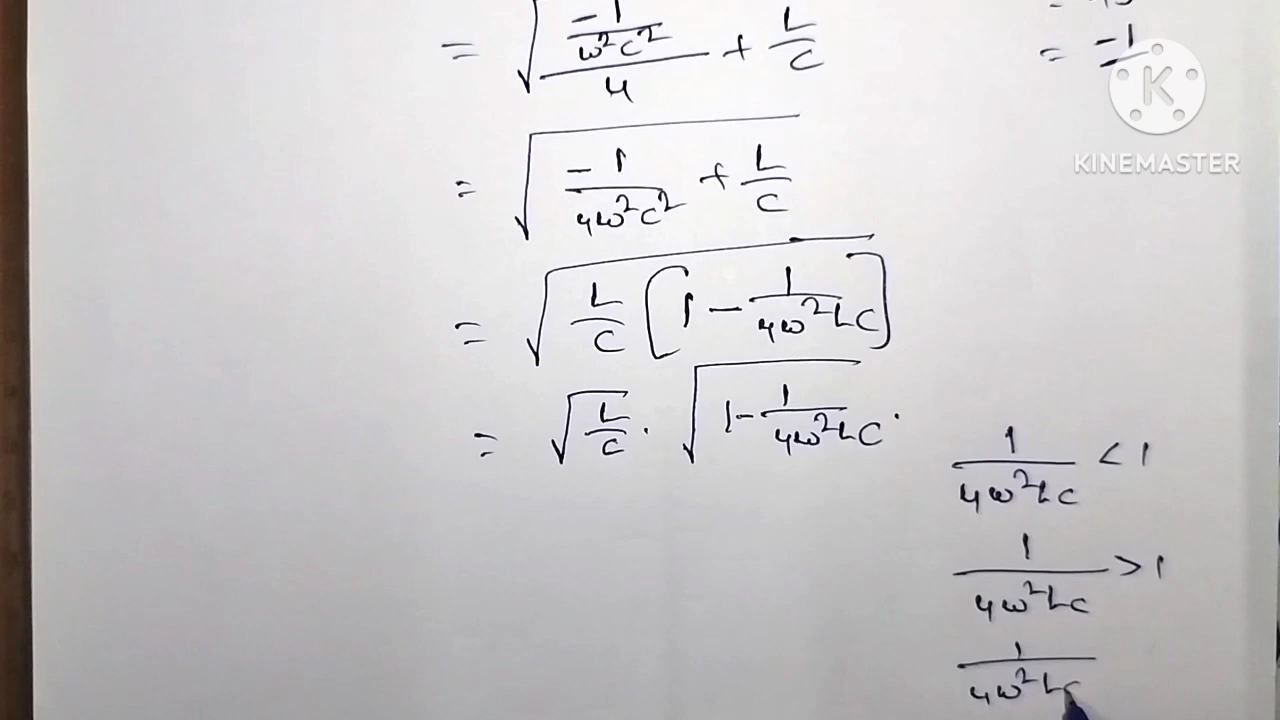 = √((-1/ω²C²)/4 + L/C)
= √(-1/4ω²C² + L/C)
= √(L/C [1 - 1/4ω²LC])
= √(L/C) · √(1 - 1/4ω²LC) .
= -1
K
KINEMASTER
1/4ω²LC < 1
1/4ω²LC > 1
1/4ω²LC